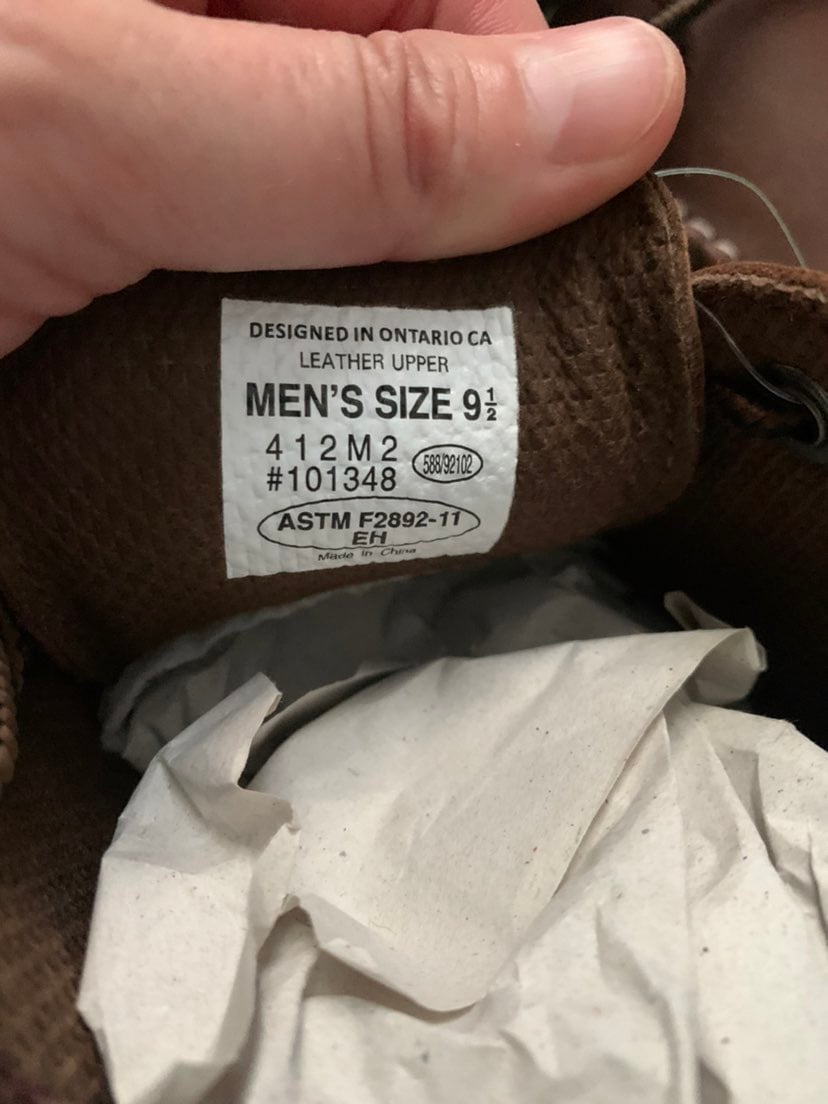 DESIGNED IN ONTARIO CA
LEATHER UPPER
MEN'S SIZE 9½
412M2
588/92102
#101348
ASTM F2892-11
EH
Made in China